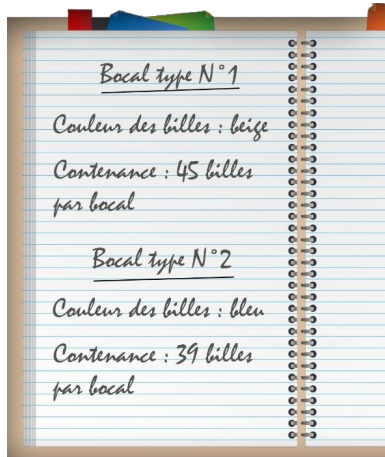 Bocal type N°1
Couleur des billes : beige
Contenance : 45 billes
par bocal
Bocal type N°2
Couleur des billes : bleu
Contenance : 39 billes
par bocal